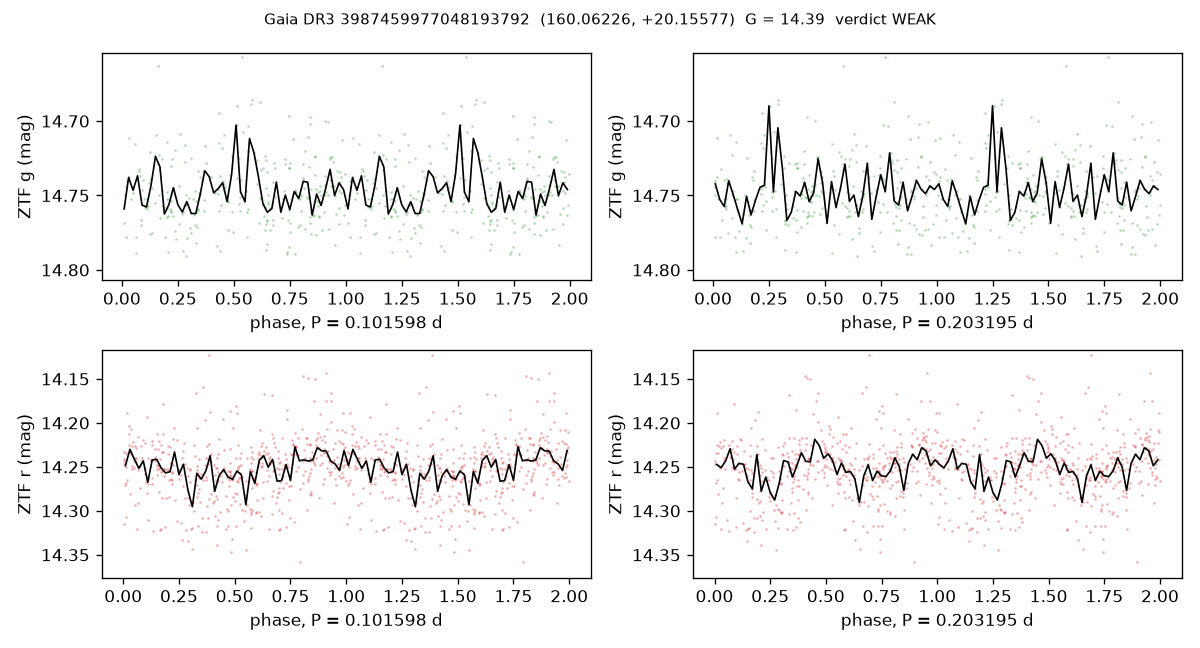 Gaia DR3 3987459977048193792  (160.06226, +20.15577)  G = 14.39  verdict WEAK
ZTF g (mag)
14.70
14.75
14.80
0.00 0.25 0.50 0.75 1.00 1.25 1.50 1.75 2.00
phase, P = 0.101598 d
ZTF g (mag)
14.70
14.75
14.80
0.00 0.25 0.50 0.75 1.00 1.25 1.50 1.75 2.00
phase, P = 0.203195 d
ZTF r (mag)
14.15
14.20
14.25
14.30
14.35
0.00 0.25 0.50 0.75 1.00 1.25 1.50 1.75 2.00
phase, P = 0.101598 d
ZTF r (mag)
14.15
14.20
14.25
14.30
14.35
0.00 0.25 0.50 0.75 1.00 1.25 1.50 1.75 2.00
phase, P = 0.203195 d